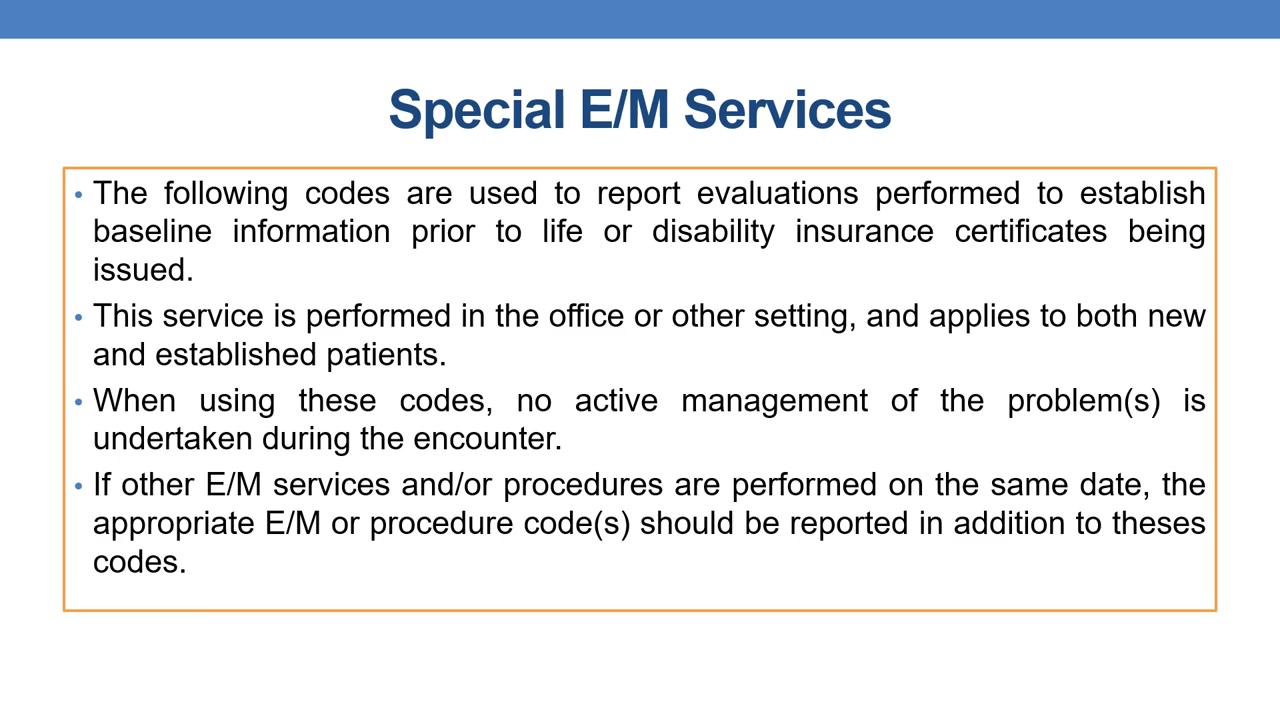 Special E/M Services
• The following codes are used to report evaluations performed to establish
baseline information prior to life or disability insurance certificates being
issued.
• This service is performed in the office or other setting, and applies to both new
and established patients.
• When using these codes, no active management of the problem(s) is
undertaken during the encounter.
• If other E/M services and/or procedures are performed on the same date, the
appropriate E/M or procedure code(s) should be reported in addition to theses
codes.